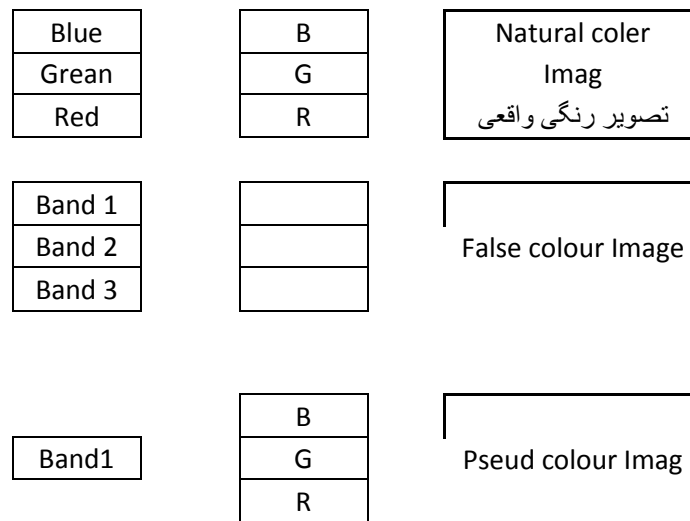 Blue B Natural coler
Grean G Imag
Red R تصویر رنگی واقعی
Band 1
Band 2 False colour Image
Band 3
B
Band1 G Pseud colour Imag
R